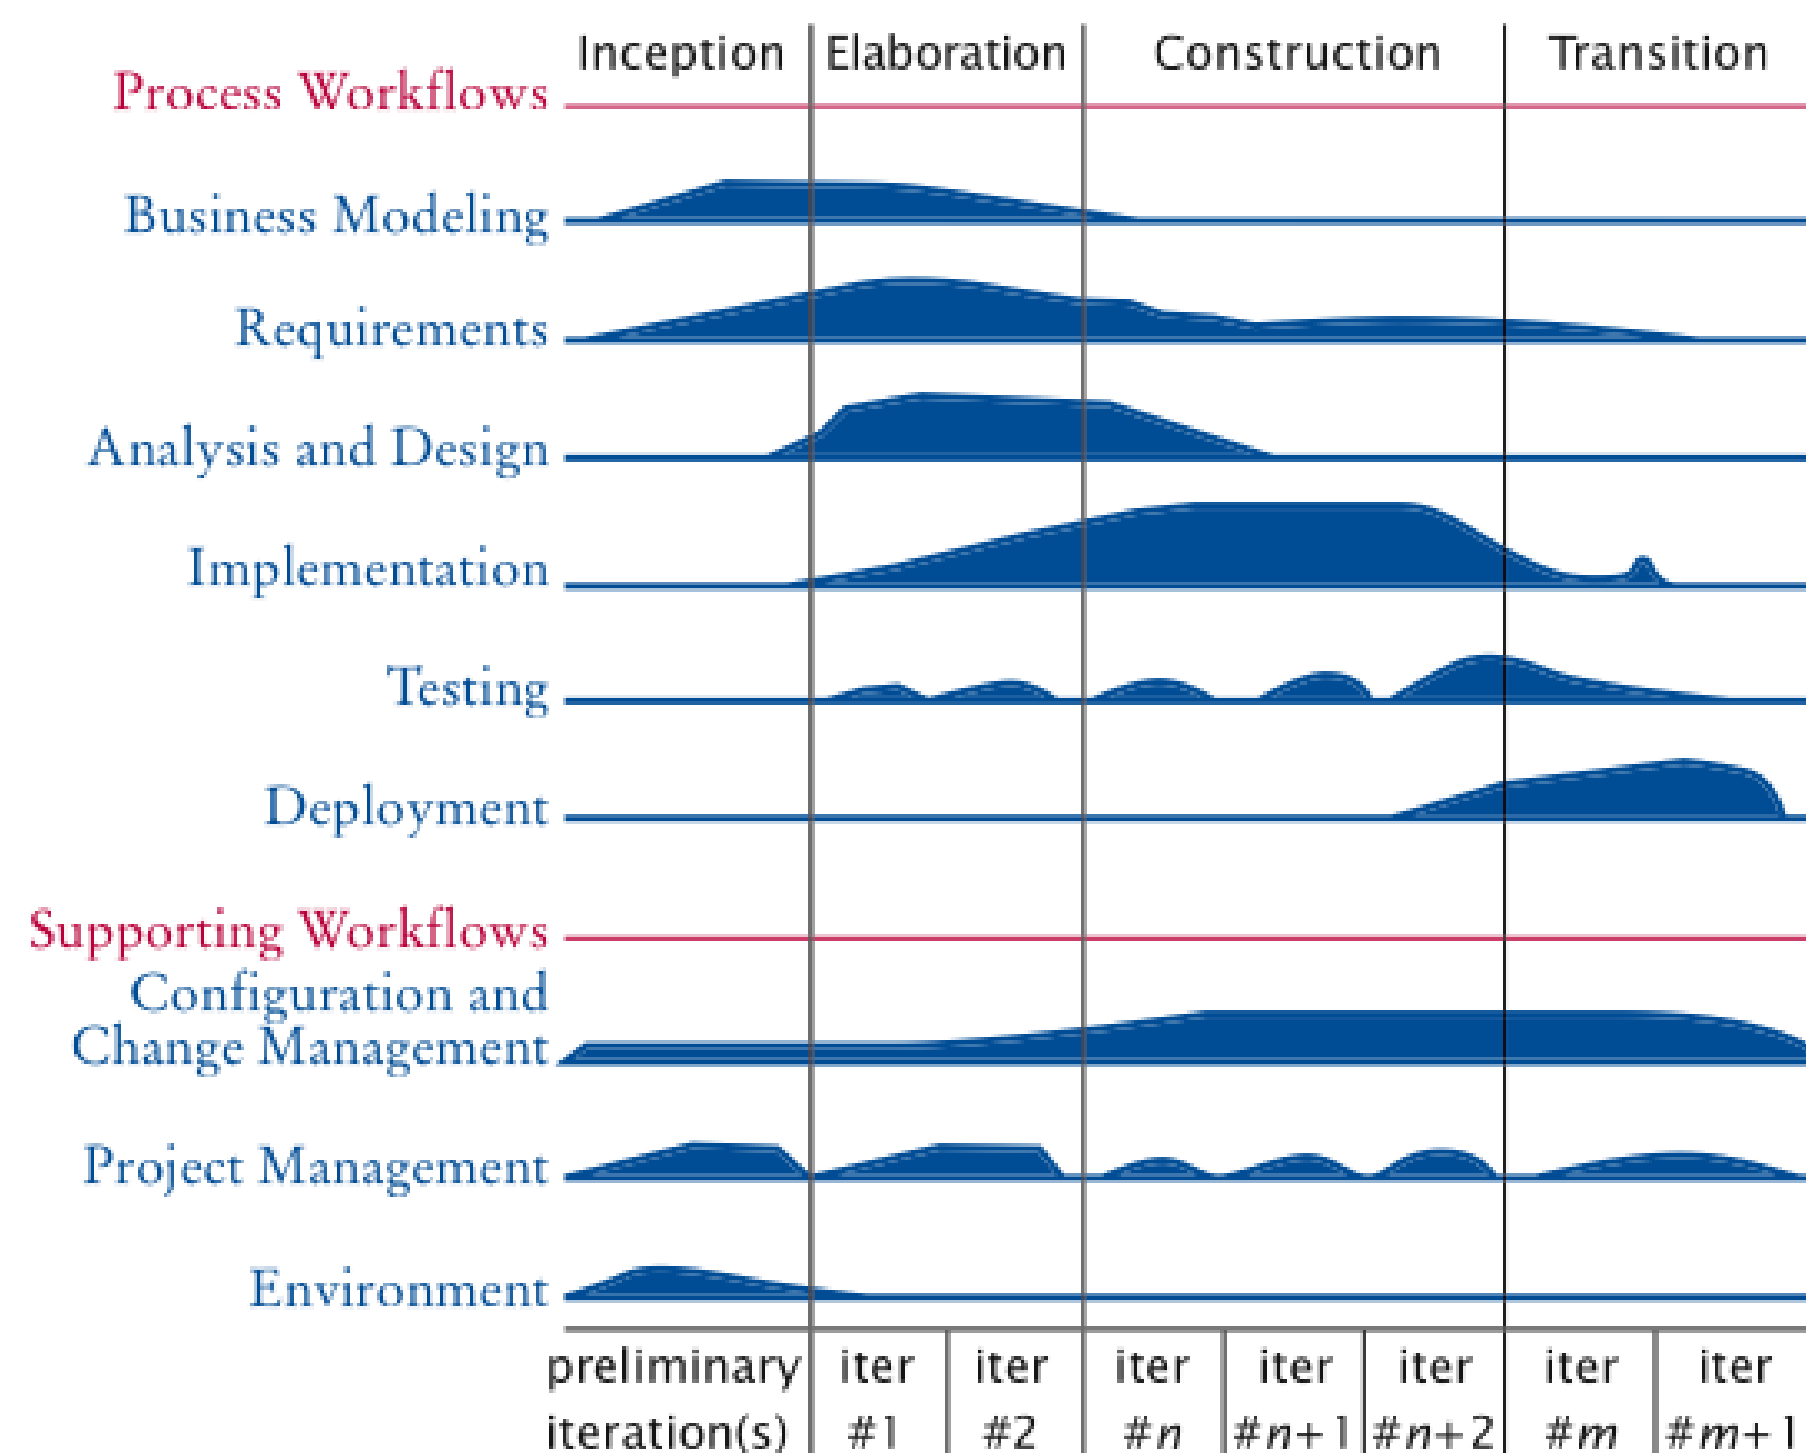 Inception Elaboration Construction Transition
Process Workflows
Business Modeling
Requirements
Analysis and Design
Implementation
Testing
Deployment
Supporting Workflows
Configuration and
Change Management
Project Management
Environment
preliminary iter iter iter iter iter iter iter
iteration(s) #1 #2 #n #n+1 #n+2 #m #m+1